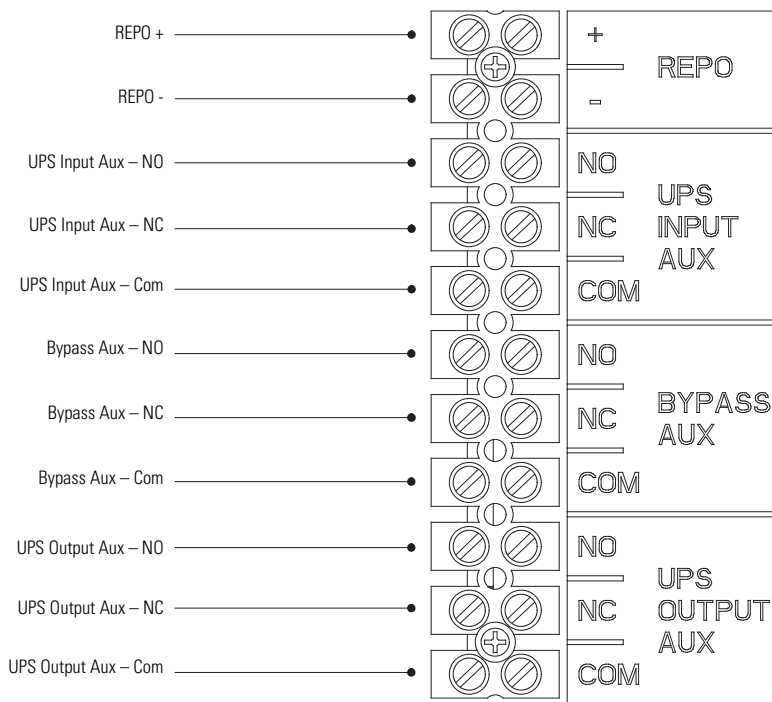 REPO +
REPO -
UPS Input Aux – NO
UPS Input Aux – NC
UPS Input Aux – Com
Bypass Aux – NO
Bypass Aux – NC
Bypass Aux – Com
UPS Output Aux – NO
UPS Output Aux – NC
UPS Output Aux – Com
+
-
REPO
NO
NC
COM
UPS
INPUT
AUX
NO
NC
COM
BYPASS
AUX
NO
NC
COM
UPS
OUTPUT
AUX